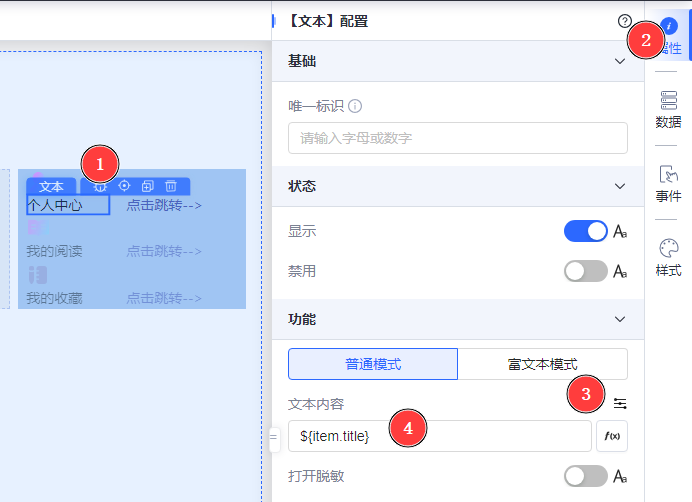 【文本】配置
2
属性
基础
唯一标识
请输入字母或数字
数据
1
文本
个人中心 点击跳转-->
我的阅读 点击跳转-->
我的收藏 点击跳转-->
状态
事件
显示
禁用
样式
功能
普通模式 富文本模式
3
文本内容
4
${item.title} f(x)
打开脱敏